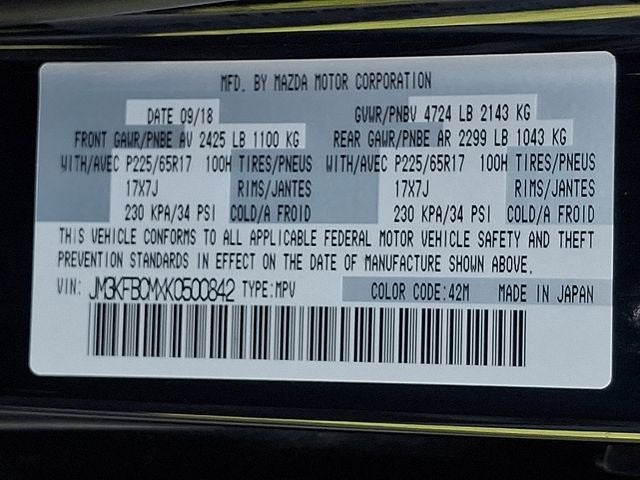 MFD. BY MAZDA MOTOR CORPORATION
DATE 09/18 GVWR/PNBV 4724 LB 2143 KG
FRONT GAWR/PNBE AV 2425 LB 1100 KG REAR GAWR/PNBE AR 2299 LB 1043 KG
WITH/AVEC P225/65R17 100H TIRES/PNEUS WITH/AVEC P225/65R17 100H TIRES/PNEUS
17X7J RIMS/JANTES 17X7J RIMS/JANTES
230 KPA/34 PSI COLD/A FROID 230 KPA/34 PSI COLD/A FROID
THIS VEHICLE CONFORMS TO ALL APPLICABLE FEDERAL MOTOR VEHICLE SAFETY AND THEFT
PREVENTION STANDARDS IN EFFECT ON THE DATE OF MANUFACTURE SHOWN ABOVE.
VIN: JM3KFBCMXK0500842 TYPE:MPV COLOR CODE:42M MADE IN JAPAN